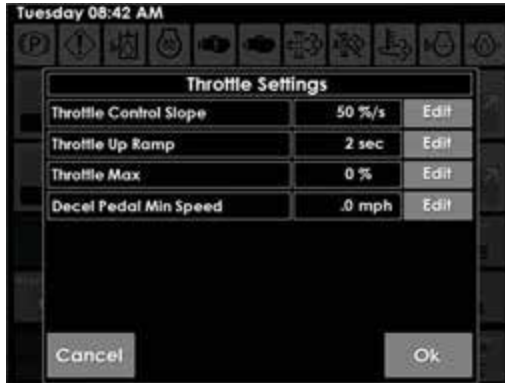 Tuesday 08:42 AM
Throttle Settings
Throttle Control Slope 50 %/s Edit
Throttle Up Ramp 2 sec Edit
Throttle Max 0 % Edit
Decel Pedal Min Speed .0 mph Edit
Cancel Ok